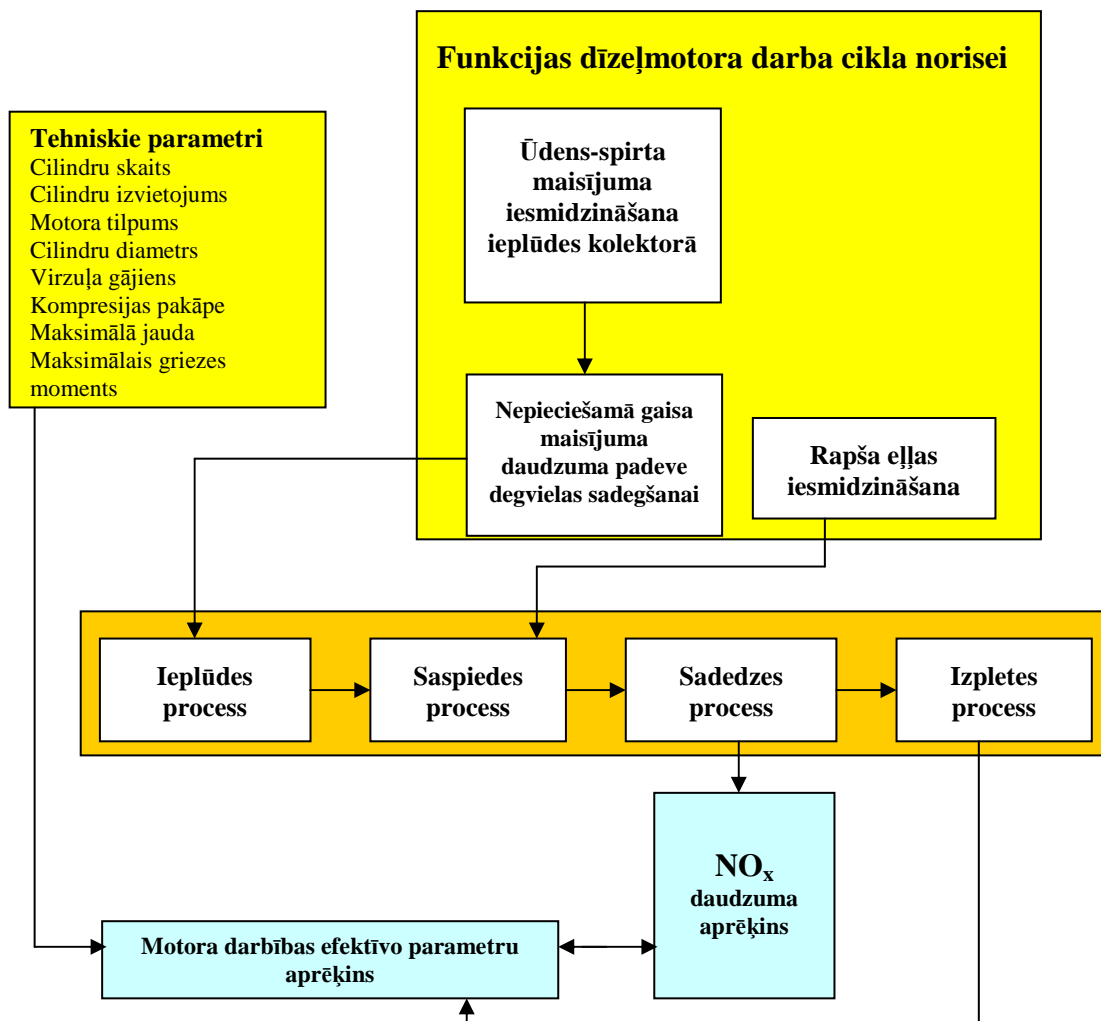 Funkcijas dīzeļmotora darba cikla norisei
Tehniskie parametri
Cilindru skaits
Cilindru izvietojums
Motora tilpums
Cilindru diametrs
Virzuļa gājiens
Kompresijas pakāpe
Maksimālā jauda
Maksimālais griezes
moments
Ūdens-spirta
maisījuma
iesmidzināšana
ieplūdes kolektorā
Nepieciešamā gaisa
maisījuma
daudzuma padeve
degvielas sadegšanai
Rapša eļļas
iesmidzināšana
Ieplūdes
process
Saspiedes
process
Sadedzes
process
Izpletes
process
NOx
daudzuma
aprēķins
Motora darbības efektīvo parametru
aprēķins